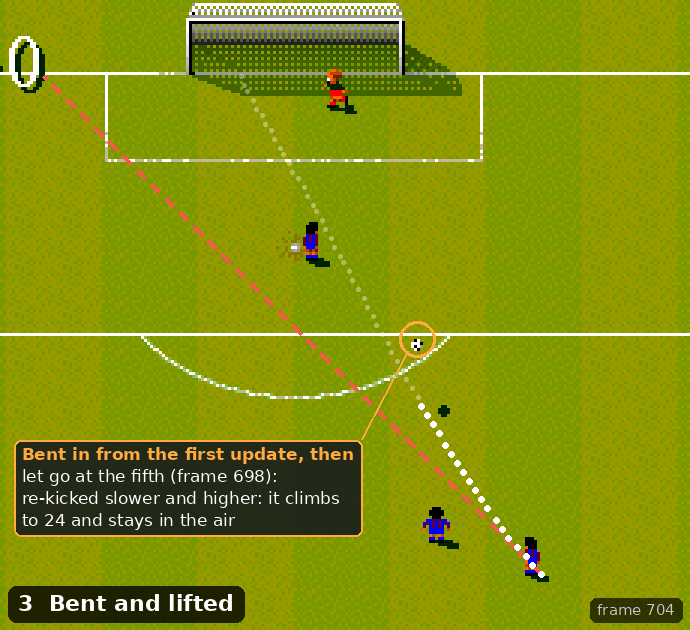 0
Bent in from the first update, then
let go at the fifth (frame 698):
re-kicked slower and higher: it climbs
to 24 and stays in the air
3 Bent and lifted
frame 704